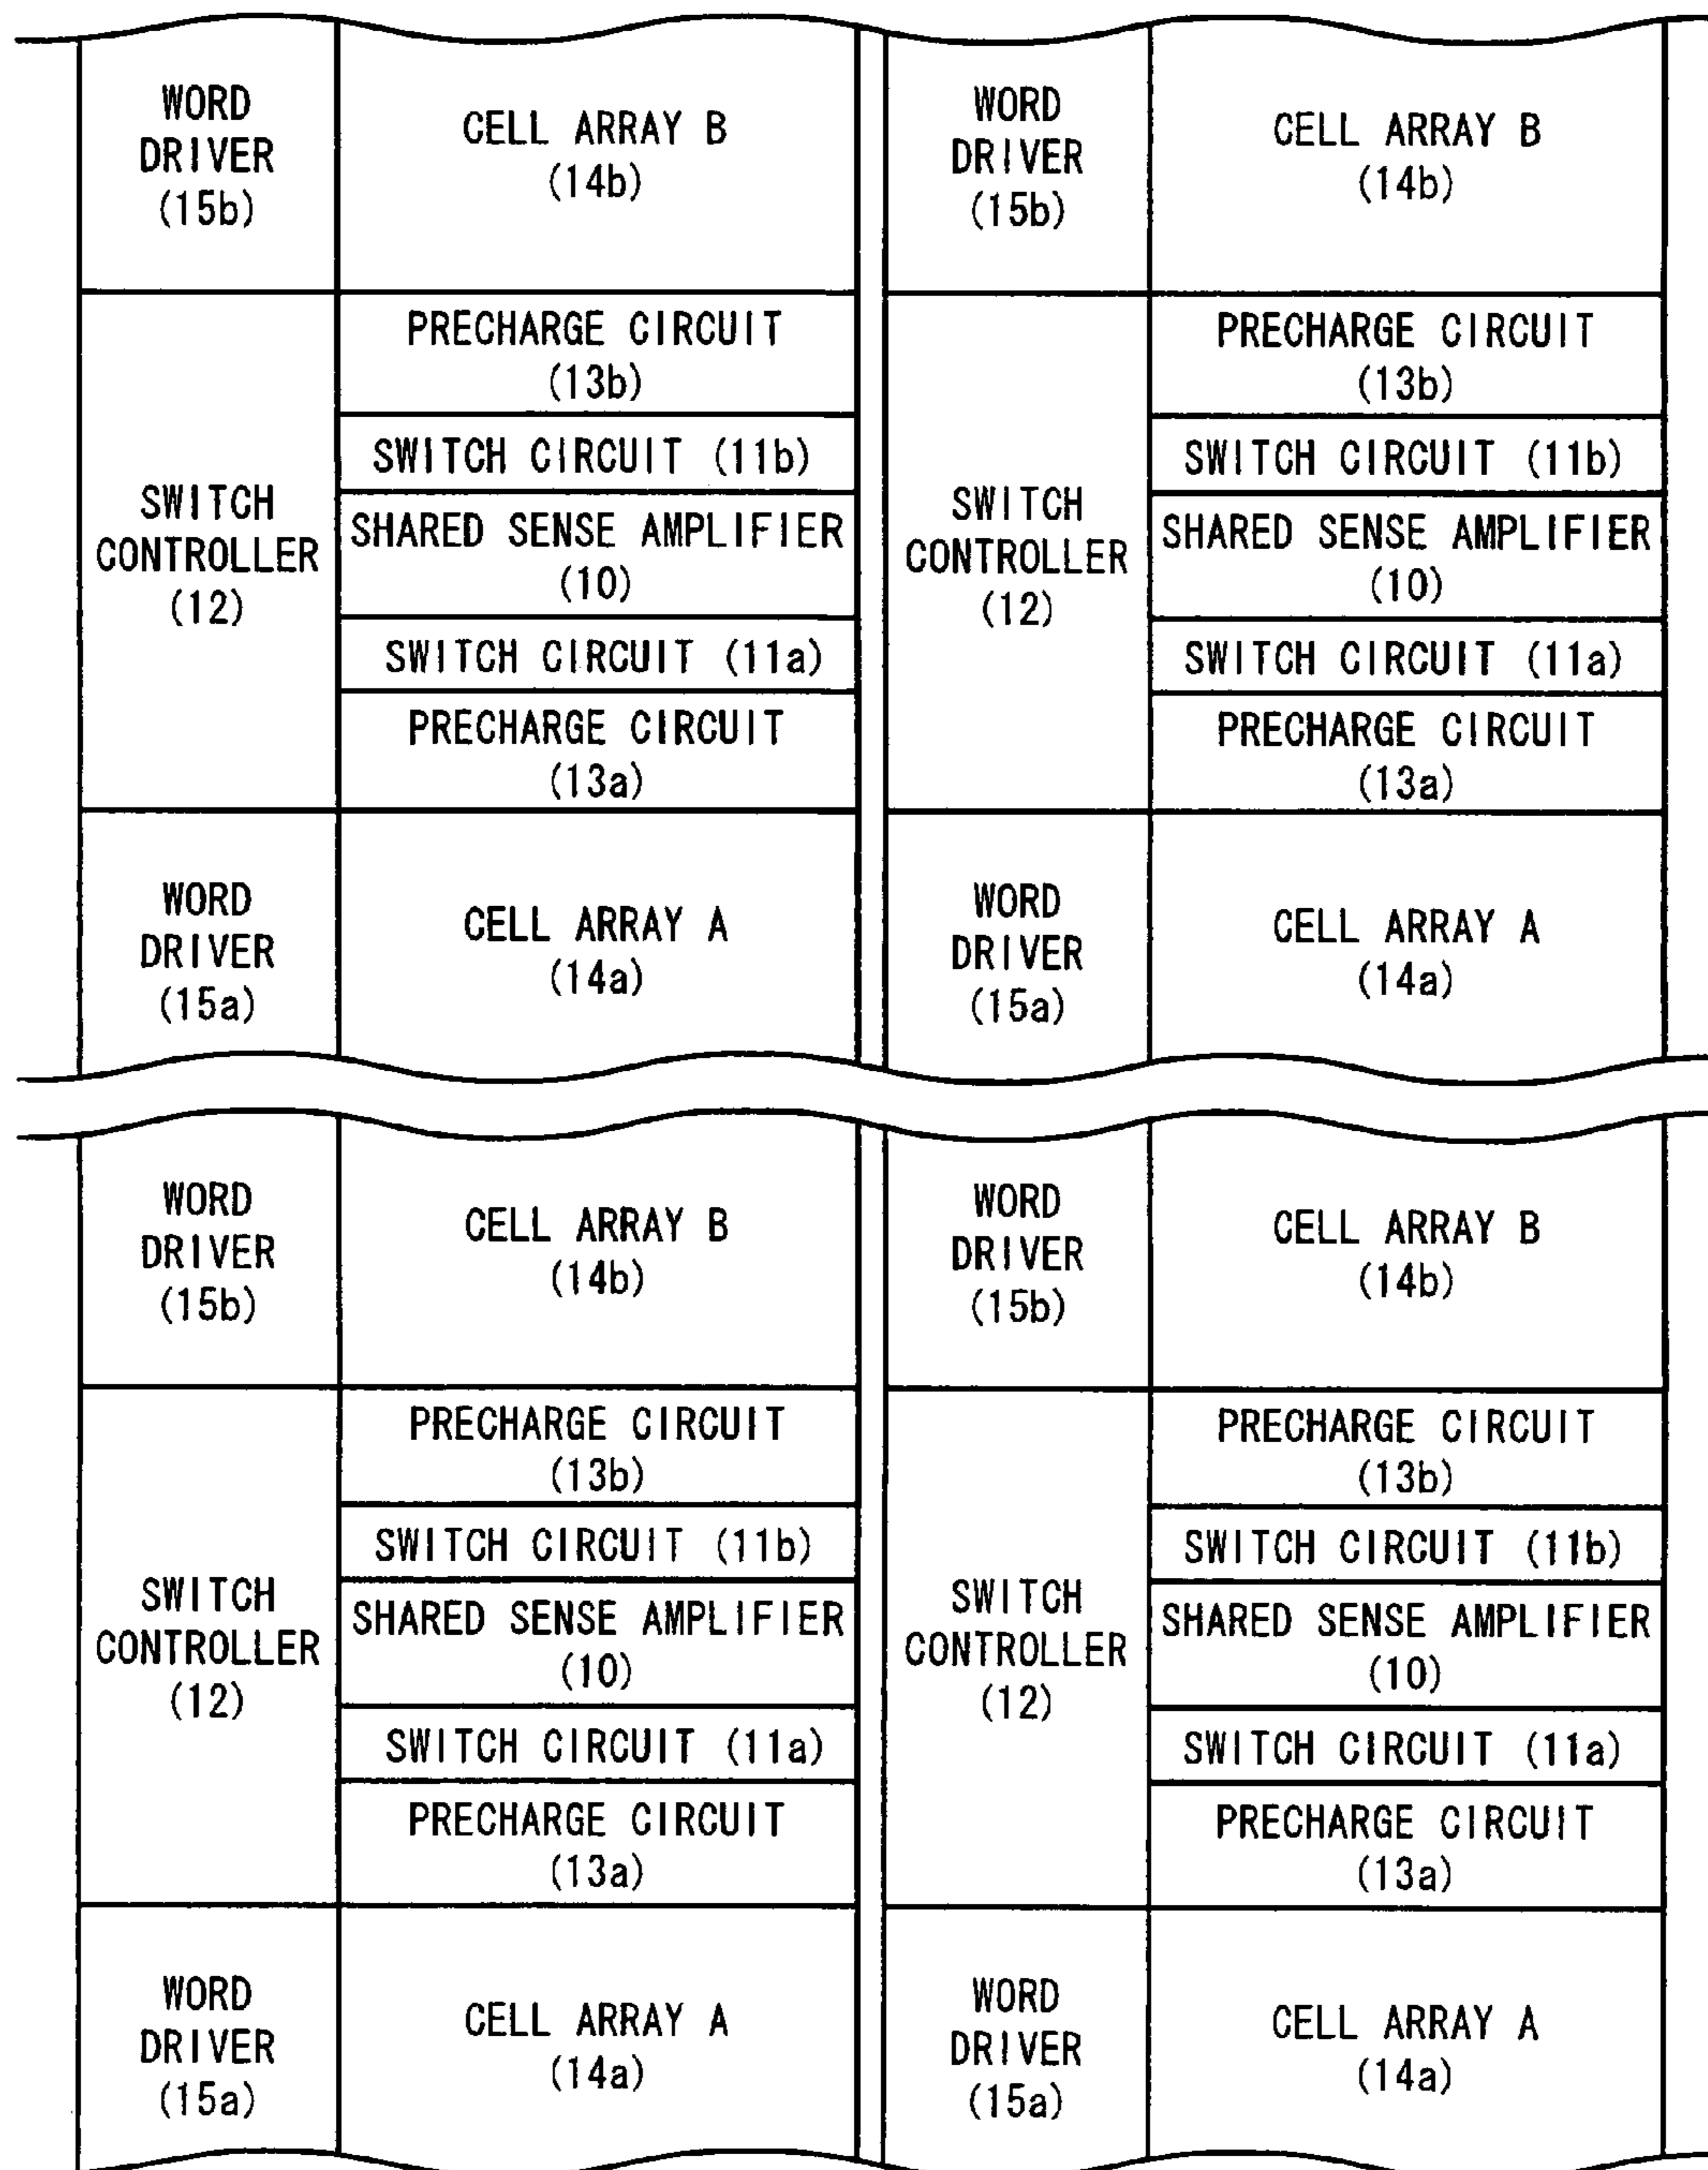 WORD
DRIVER
(15b)
CELL ARRAY B
(14b)
WORD
DRIVER
(15b)
CELL ARRAY B
(14b)
SWITCH
CONTROLLER
(12)
PRECHARGE CIRCUIT
(13b)
SWITCH CIRCUIT (11b)
SHARED SENSE AMPLIFIER
(10)
SWITCH CIRCUIT (11a)
PRECHARGE CIRCUIT
(13a)
SWITCH
CONTROLLER
(12)
PRECHARGE CIRCUIT
(13b)
SWITCH CIRCUIT (11b)
SHARED SENSE AMPLIFIER
(10)
SWITCH CIRCUIT (11a)
PRECHARGE CIRCUIT
(13a)
WORD
DRIVER
(15a)
CELL ARRAY A
(14a)
WORD
DRIVER
(15a)
CELL ARRAY A
(14a)
WORD
DRIVER
(15b)
CELL ARRAY B
(14b)
WORD
DRIVER
(15b)
CELL ARRAY B
(14b)
SWITCH
CONTROLLER
(12)
PRECHARGE CIRCUIT
(13b)
SWITCH CIRCUIT (11b)
SHARED SENSE AMPLIFIER
(10)
SWITCH CIRCUIT (11a)
PRECHARGE CIRCUIT
(13a)
SWITCH
CONTROLLER
(12)
PRECHARGE CIRCUIT
(13b)
SWITCH CIRCUIT (11b)
SHARED SENSE AMPLIFIER
(10)
SWITCH CIRCUIT (11a)
PRECHARGE CIRCUIT
(13a)
WORD
DRIVER
(15a)
CELL ARRAY A
(14a)
WORD
DRIVER
(15a)
CELL ARRAY A
(14a)